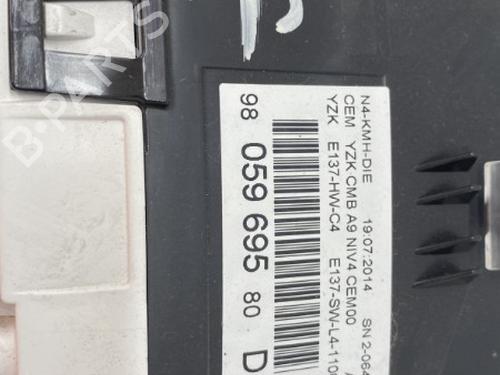 N4-KMH-DIE 19:07:2014 SN 2-064
CEM YZK CMB A9 NIV4 CEM00
YZK E137-HW-C4 E137-SW-L4-1100
98 059 695 80 D
B-PARTS